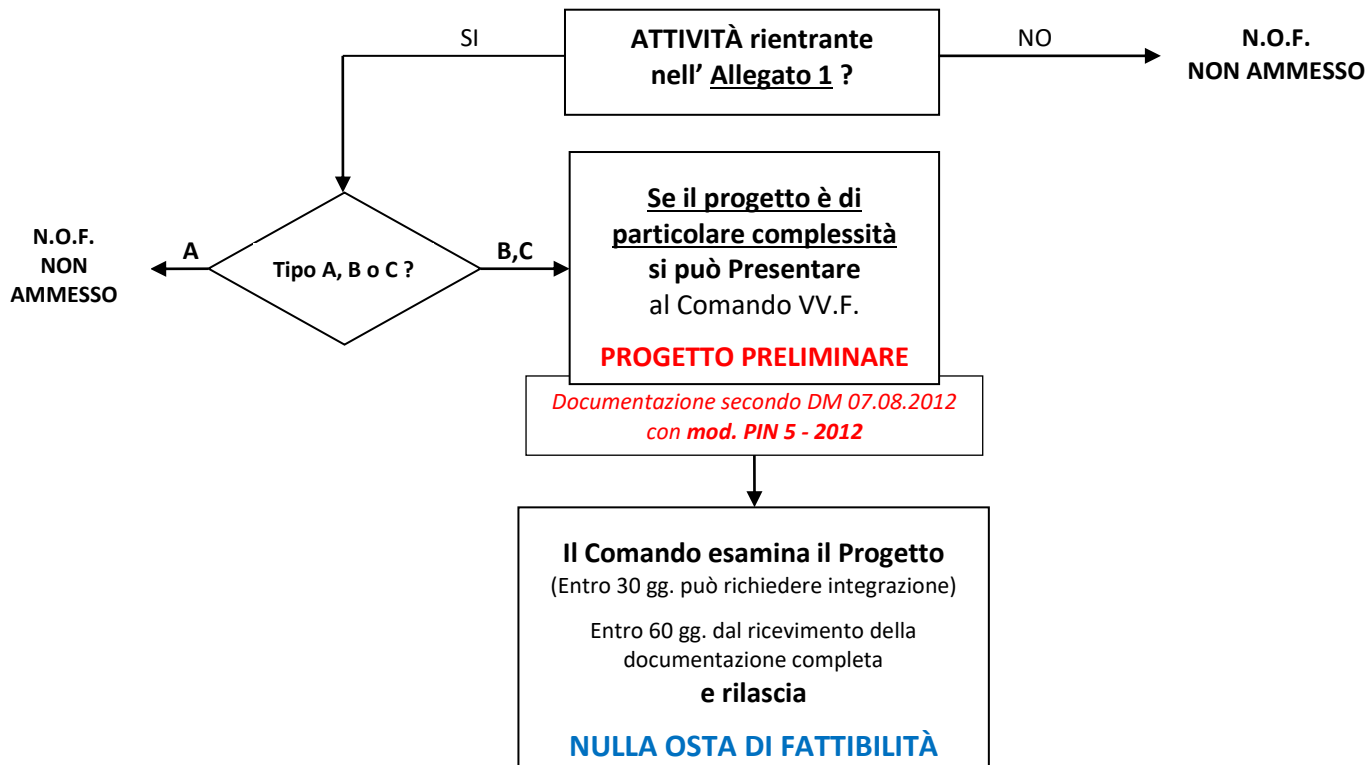 SI
ATTIVITÀ rientrante
nell' Allegato 1 ?
NO
N.O.F.
NON AMMESSO
N.O.F.
NON
AMMESSO
A
Tipo A, B o C ?
B,C
Se il progetto è di
particolare complessità
si può Presentare
al Comando VV.F.
PROGETTO PRELIMINARE
Documentazione secondo DM 07.08.2012
con mod. PIN 5 - 2012
Il Comando esamina il Progetto
(Entro 30 gg. può richiedere integrazione)
Entro 60 gg. dal ricevimento della
documentazione completa
e rilascia
NULLA OSTA DI FATTIBILITÀ